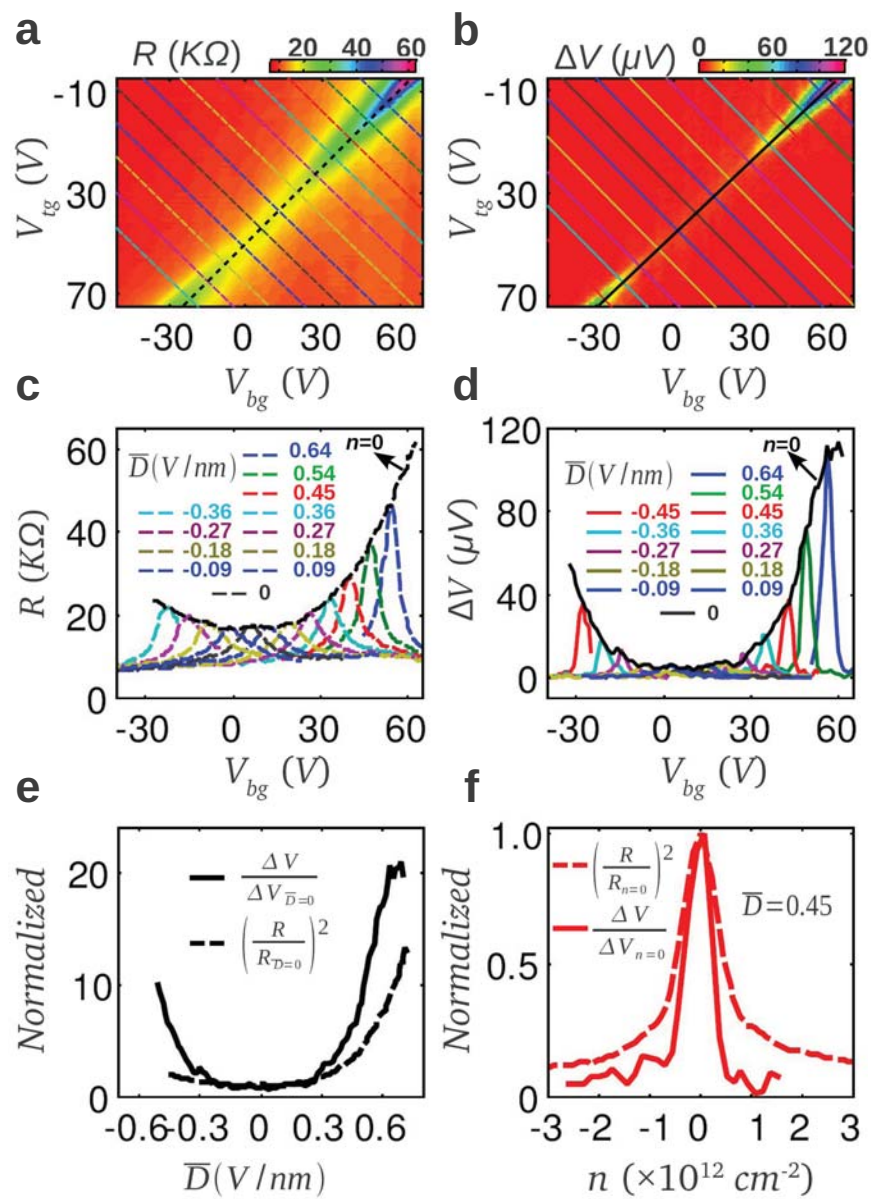 a
R (KΩ)
20 40 60
-10
30
70
V_tg (V)
-30 0 30 60
V_bg (V)
b
ΔV (μV)
0 60 120
-10
30
70
V_tg (V)
-30 0 30 60
V_bg (V)
c
60
40
20
0
R (KΩ)
D̅(V/nm)
n=0
0.64
0.54
0.45
-0.36 0.36
-0.27 0.27
-0.18 0.18
-0.09 0.09
0
-30 0 30 60
V_bg (V)
d
120
80
40
0
ΔV (μV)
D̅(V/nm)
n=0
0.64
0.54
-0.45 0.45
-0.36 0.36
-0.27 0.27
-0.18 0.18
-0.09 0.09
0
-30 0 30 60
V_bg (V)
e
20
10
0
Normalized
ΔV / ΔV_D̅=0
(R / R_D̅=0)²
-0.6 -0.3 0 0.3 0.6
D̅(V/nm)
f
1.0
0.5
0
Normalized
(R / R_n=0)²
ΔV / ΔV_n=0
D̅=0.45
-3 -2 -1 0 1 2 3
n (×10¹² cm⁻²)